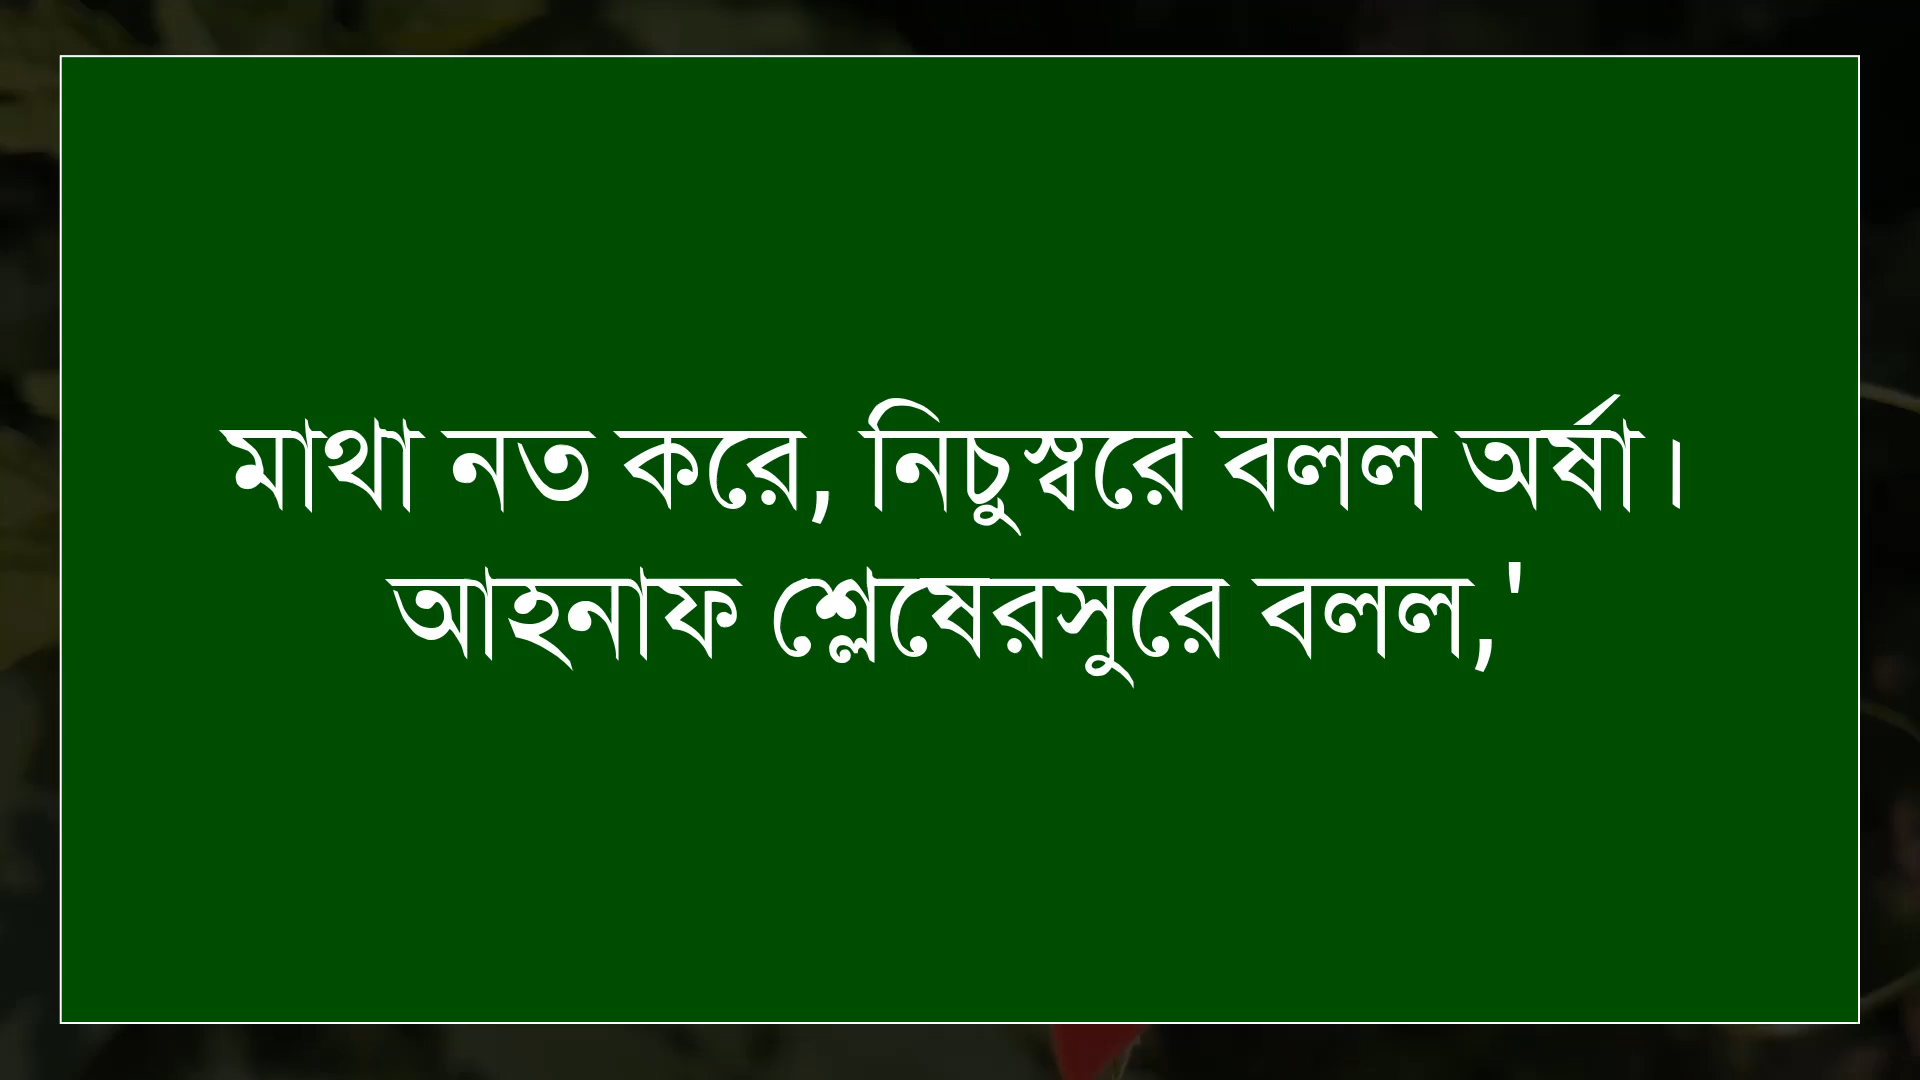 মাথা নত করে, নিচুস্বরে বলল অর্ষা।
আহনাফ শ্লেষেরসুরে বলল,'